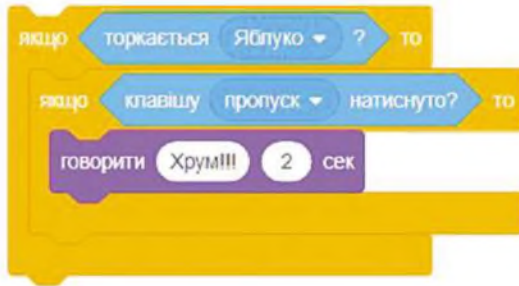 якщо торкається Яблуко ? то
якщо клавішу пропуск натиснуто? то
говорити Хрум!!! 2 сек